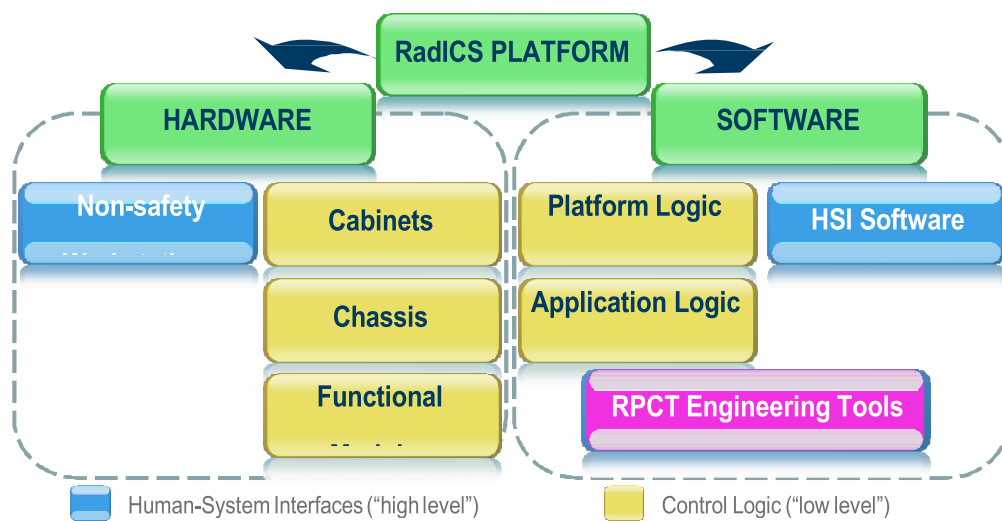 RadICS PLATFORM
HARDWARE
SOFTWARE
Non-safety
Cabinets
Platform Logic
HSI Software
Chassis
Application Logic
Functional
RPCT Engineering Tools
Human-System Interfaces (“high level”)
Control Logic (“low level”)